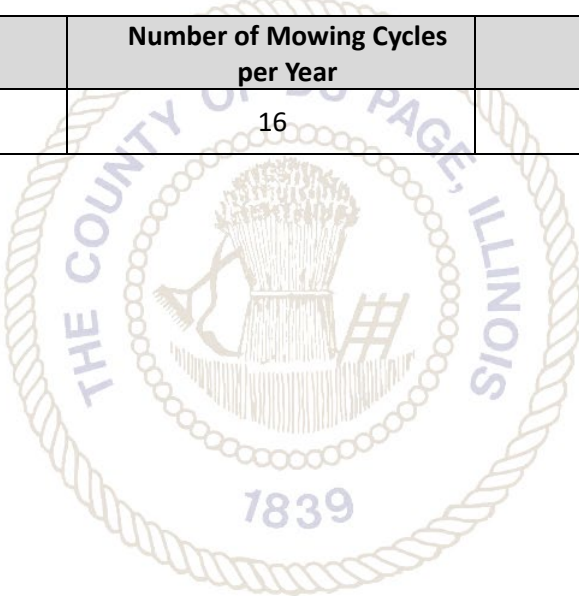 Number of Mowing Cycles
per Year
16
THE COUNTY OF DU PAGE, ILLINOIS
1839